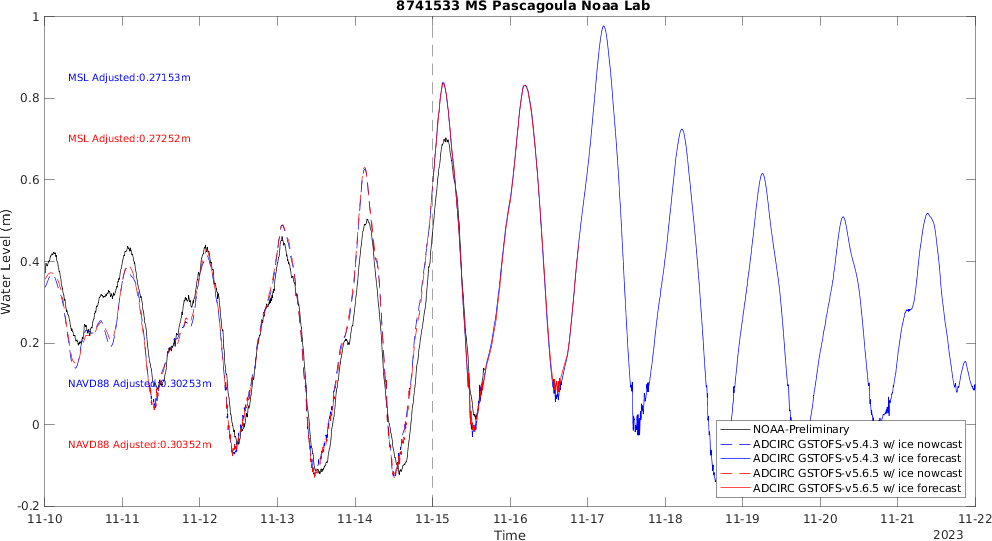 8741533 MS Pascagoula Noaa Lab
1
MSL Adjusted:0.27153m
0.8
MSL Adjusted:0.27252m
0.6
Water Level (m)
0.4
0.2
NAVD88 Adjusted:0.30253m
0
NAVD88 Adjusted:0.30352m
NOAA-Preliminary
ADCIRC GSTOFS-v5.4.3 w/ ice nowcast
ADCIRC GSTOFS-v5.4.3 w/ ice forecast
ADCIRC GSTOFS-v5.6.5 w/ ice nowcast
ADCIRC GSTOFS-v5.6.5 w/ ice forecast
-0.2
11-10 11-11 11-12 11-13 11-14 11-15 11-16 11-17 11-18 11-19 11-20 11-21 11-22
Time
2023